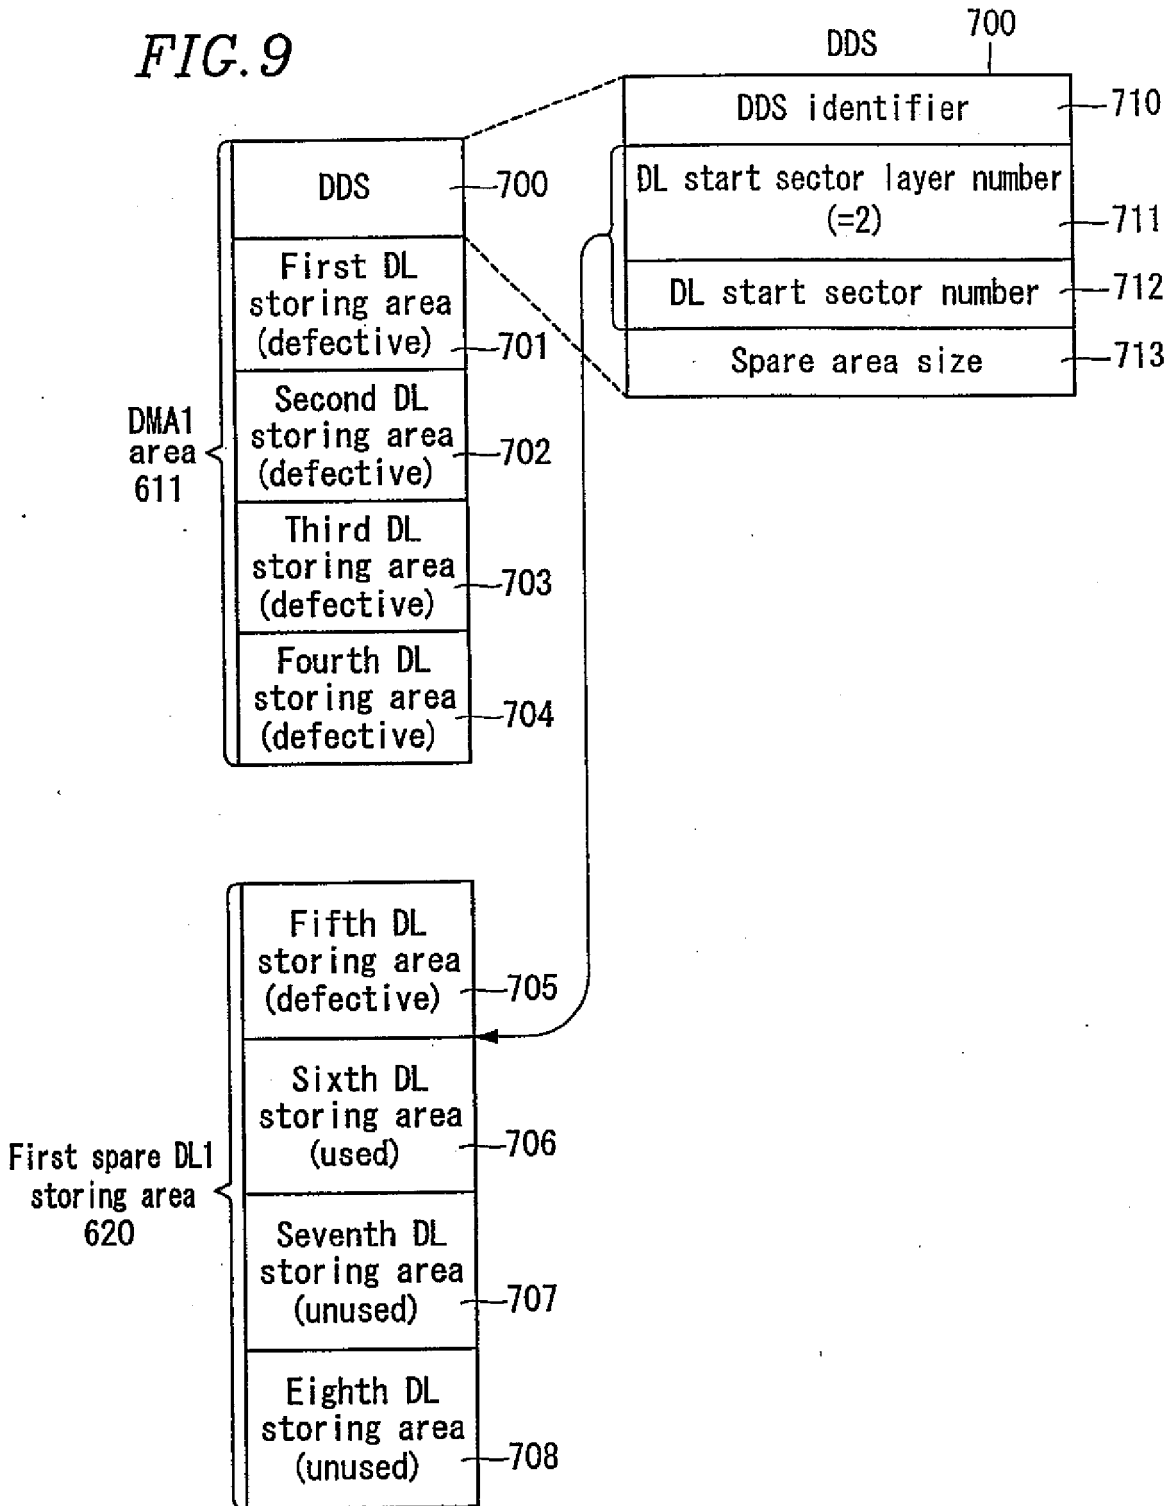 FIG. 9
DDS
700
DDS identifier
710
DL start sector layer number
(=2)
711
DL start sector number
712
Spare area size
713
DDS
700
First DL
storing area
(defective)
701
Second DL
storing area
(defective)
702
Third DL
storing area
(defective)
703
Fourth DL
storing area
(defective)
704
DMA1
area
611
Fifth DL
storing area
(defective)
705
Sixth DL
storing area
(used)
706
Seventh DL
storing area
(unused)
707
Eighth DL
storing area
(unused)
708
First spare DL1
storing area
620